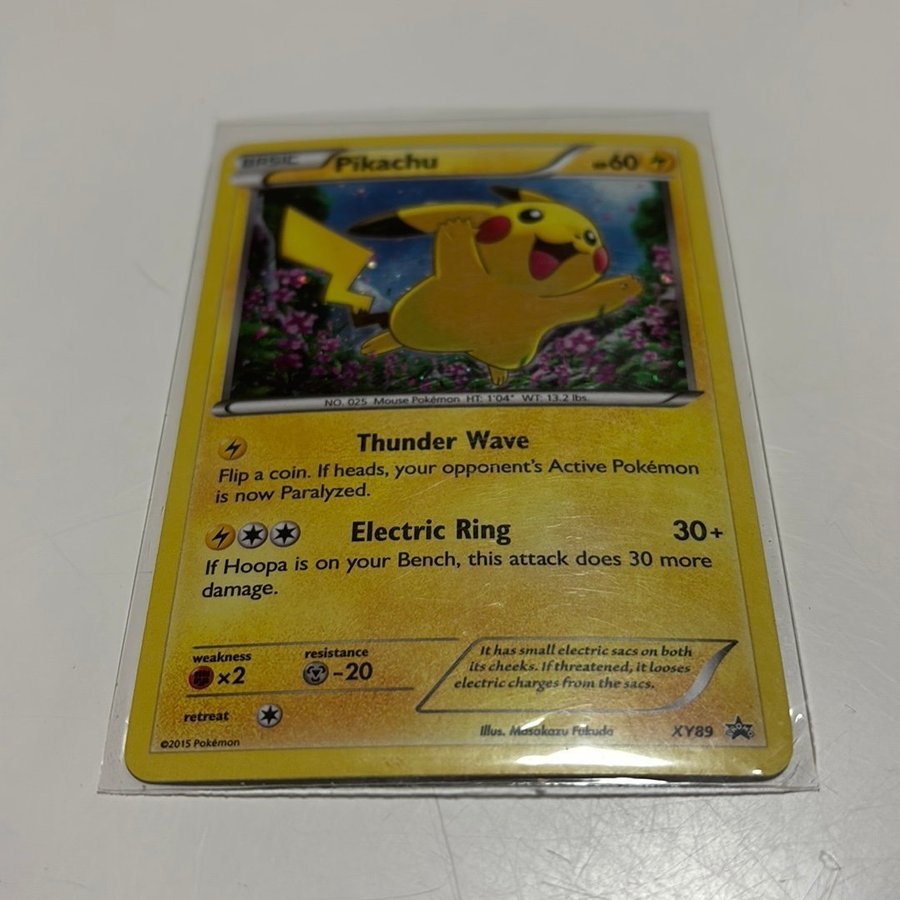 BASIC Pikachu HP60
NO. 025 Mouse Pokémon HT: 1'04" WT: 13.2 lbs.
Thunder Wave
Flip a coin. If heads, your opponent's Active Pokémon
is now Paralyzed.
Electric Ring 30+
If Hoopa is on your Bench, this attack does 30 more
damage.
weakness resistance
×2 -20
It has small electric sacs on both
its cheeks. If threatened, it looses
electric charges from the sacs.
retreat
©2015 Pokémon Illus. Masakazu Fukuda XY89